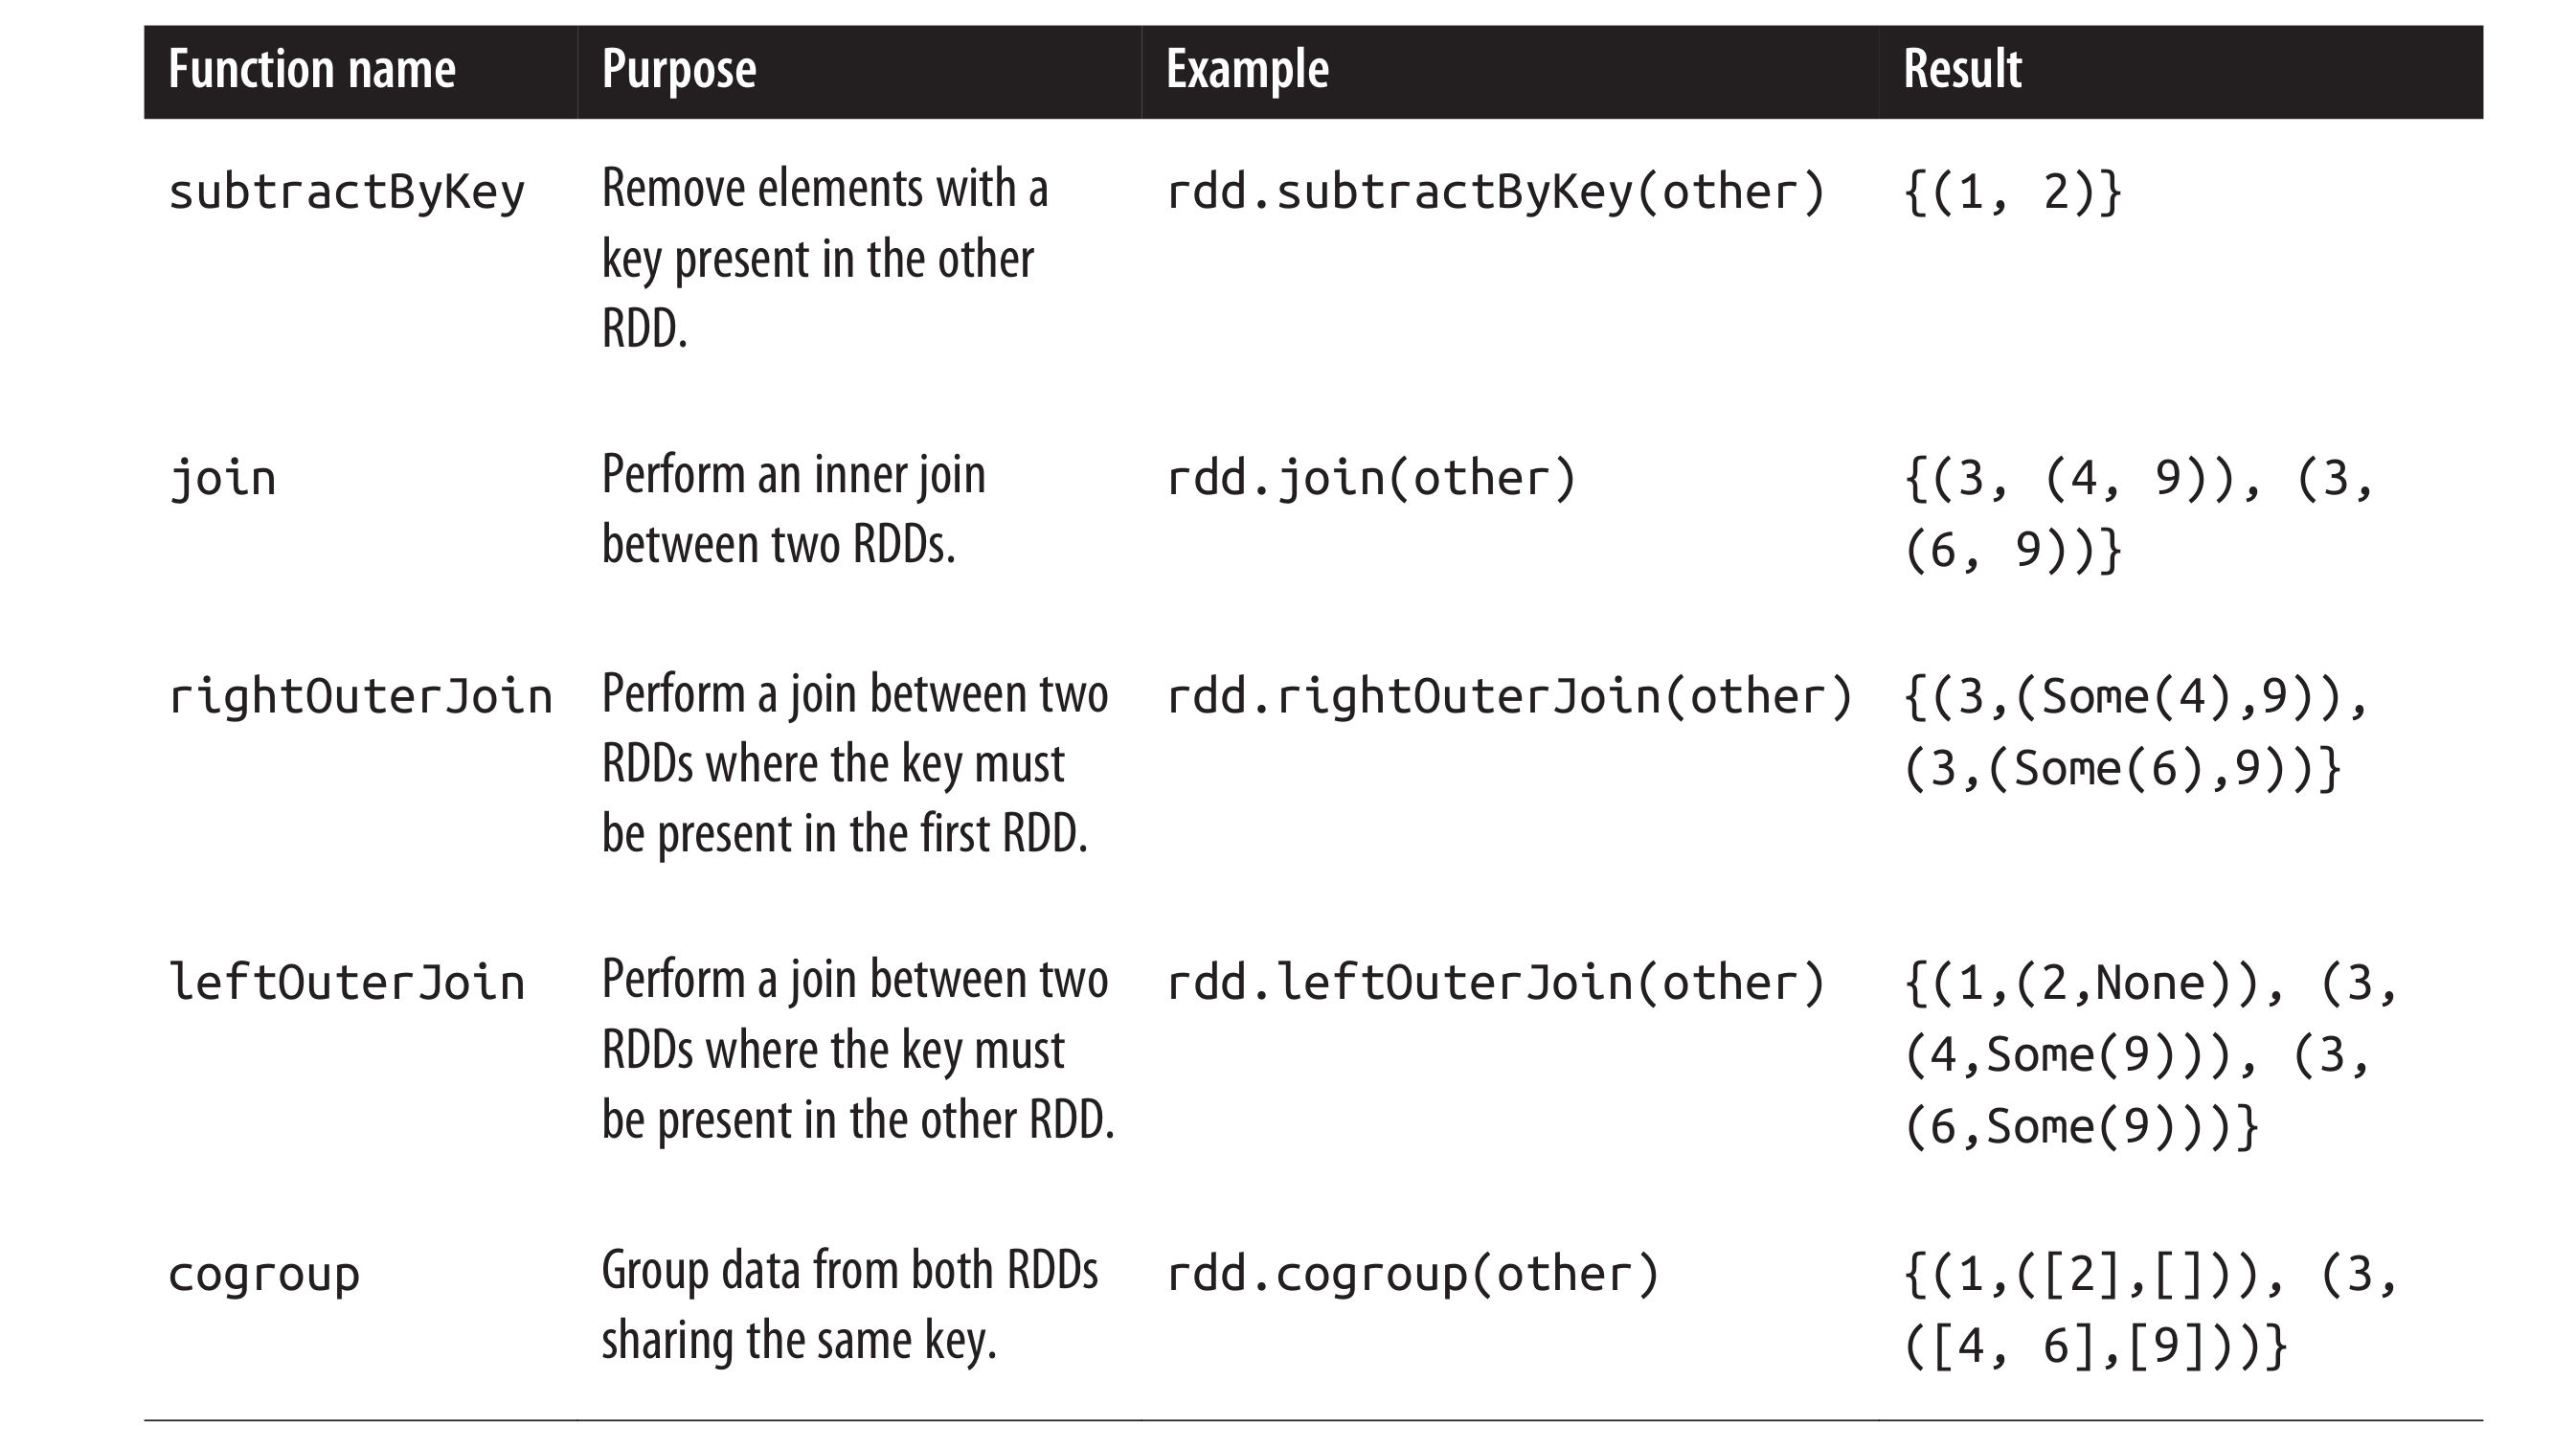 Function name Purpose Example Result
subtractByKey Remove elements with a rdd.subtractByKey(other) {(1, 2)}
key present in the other
RDD.
join Perform an inner join rdd.join(other) {(3, (4, 9)), (3,
between two RDDs. (6, 9))}
rightOuterJoin Perform a join between two rdd.rightOuterJoin(other) {(3,(Some(4),9)),
RDDs where the key must (3,(Some(6),9))}
be present in the first RDD.
leftOuterJoin Perform a join between two rdd.leftOuterJoin(other) {(1,(2,None)), (3,
RDDs where the key must (4,Some(9))), (3,
be present in the other RDD. (6,Some(9)))}
cogroup Group data from both RDDs rdd.cogroup(other) {(1,([2],[])), (3,
sharing the same key. ([4, 6],[9]))}